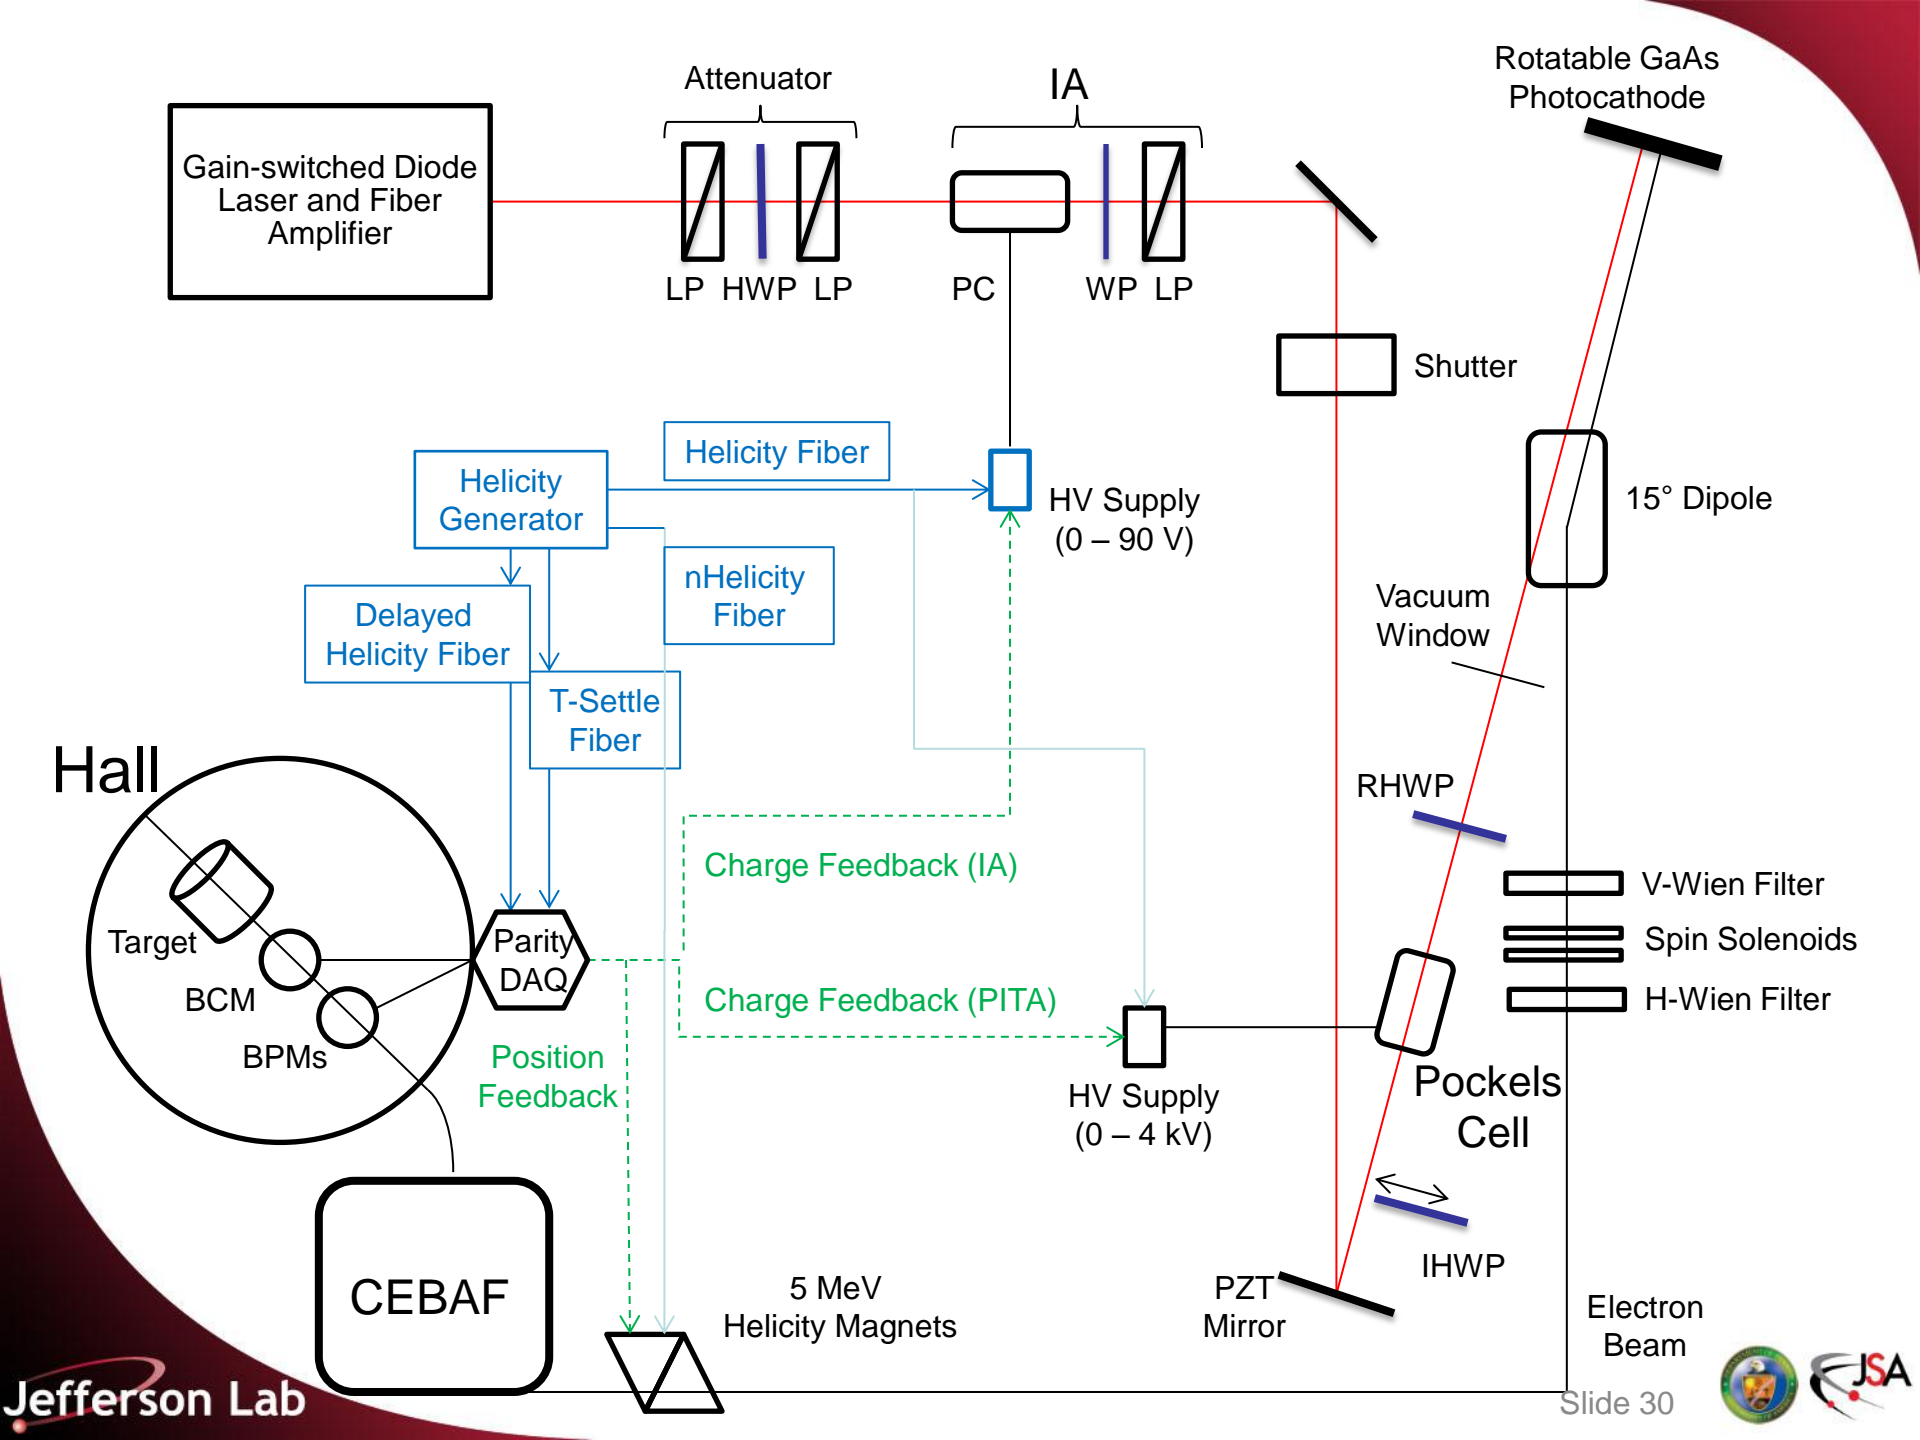 Rotatable GaAs
Photocathode
Attenuator
IA
Gain-switched Diode
Laser and Fiber
Amplifier
LP HWP LP
PC
WP LP
Shutter
Helicity Fiber
Helicity
Generator
HV Supply
(0 – 90 V)
15° Dipole
nHelicity
Fiber
Delayed
Helicity Fiber
Vacuum
Window
T-Settle
Fiber
Hall
RHWP
Charge Feedback (IA)
V-Wien Filter
Spin Solenoids
H-Wien Filter
Target
Parity
DAQ
BCM
Charge Feedback (PITA)
BPMs
Position
Feedback
Pockels
Cell
HV Supply
(0 – 4 kV)
IHWP
CEBAF
5 MeV
Helicity Magnets
PZT
Mirror
Electron
Beam
Jefferson Lab
Slide 30
JSA